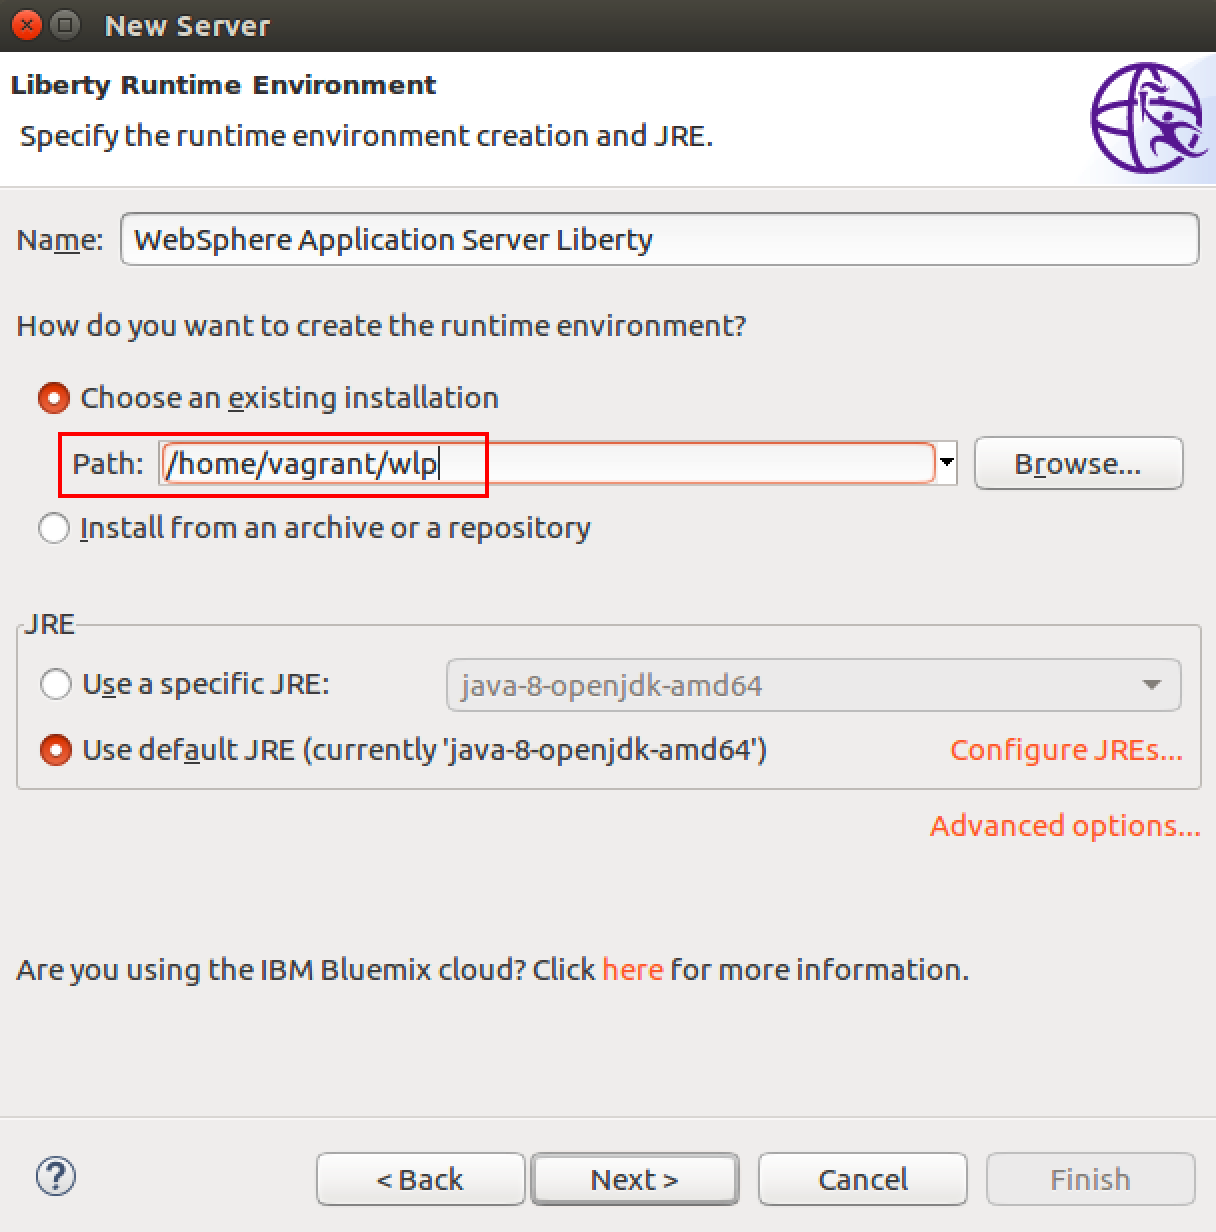 New Server
Liberty Runtime Environment
Specify the runtime environment creation and JRE.
Name: WebSphere Application Server Liberty
How do you want to create the runtime environment?
Choose an existing installation
Path: /home/vagrant/wlp Browse...
Install from an archive or a repository
JRE
Use a specific JRE: java-8-openjdk-amd64
Use default JRE (currently 'java-8-openjdk-amd64') Configure JREs...
Advanced options...
Are you using the IBM Bluemix cloud? Click here for more information.
? < Back Next > Cancel Finish